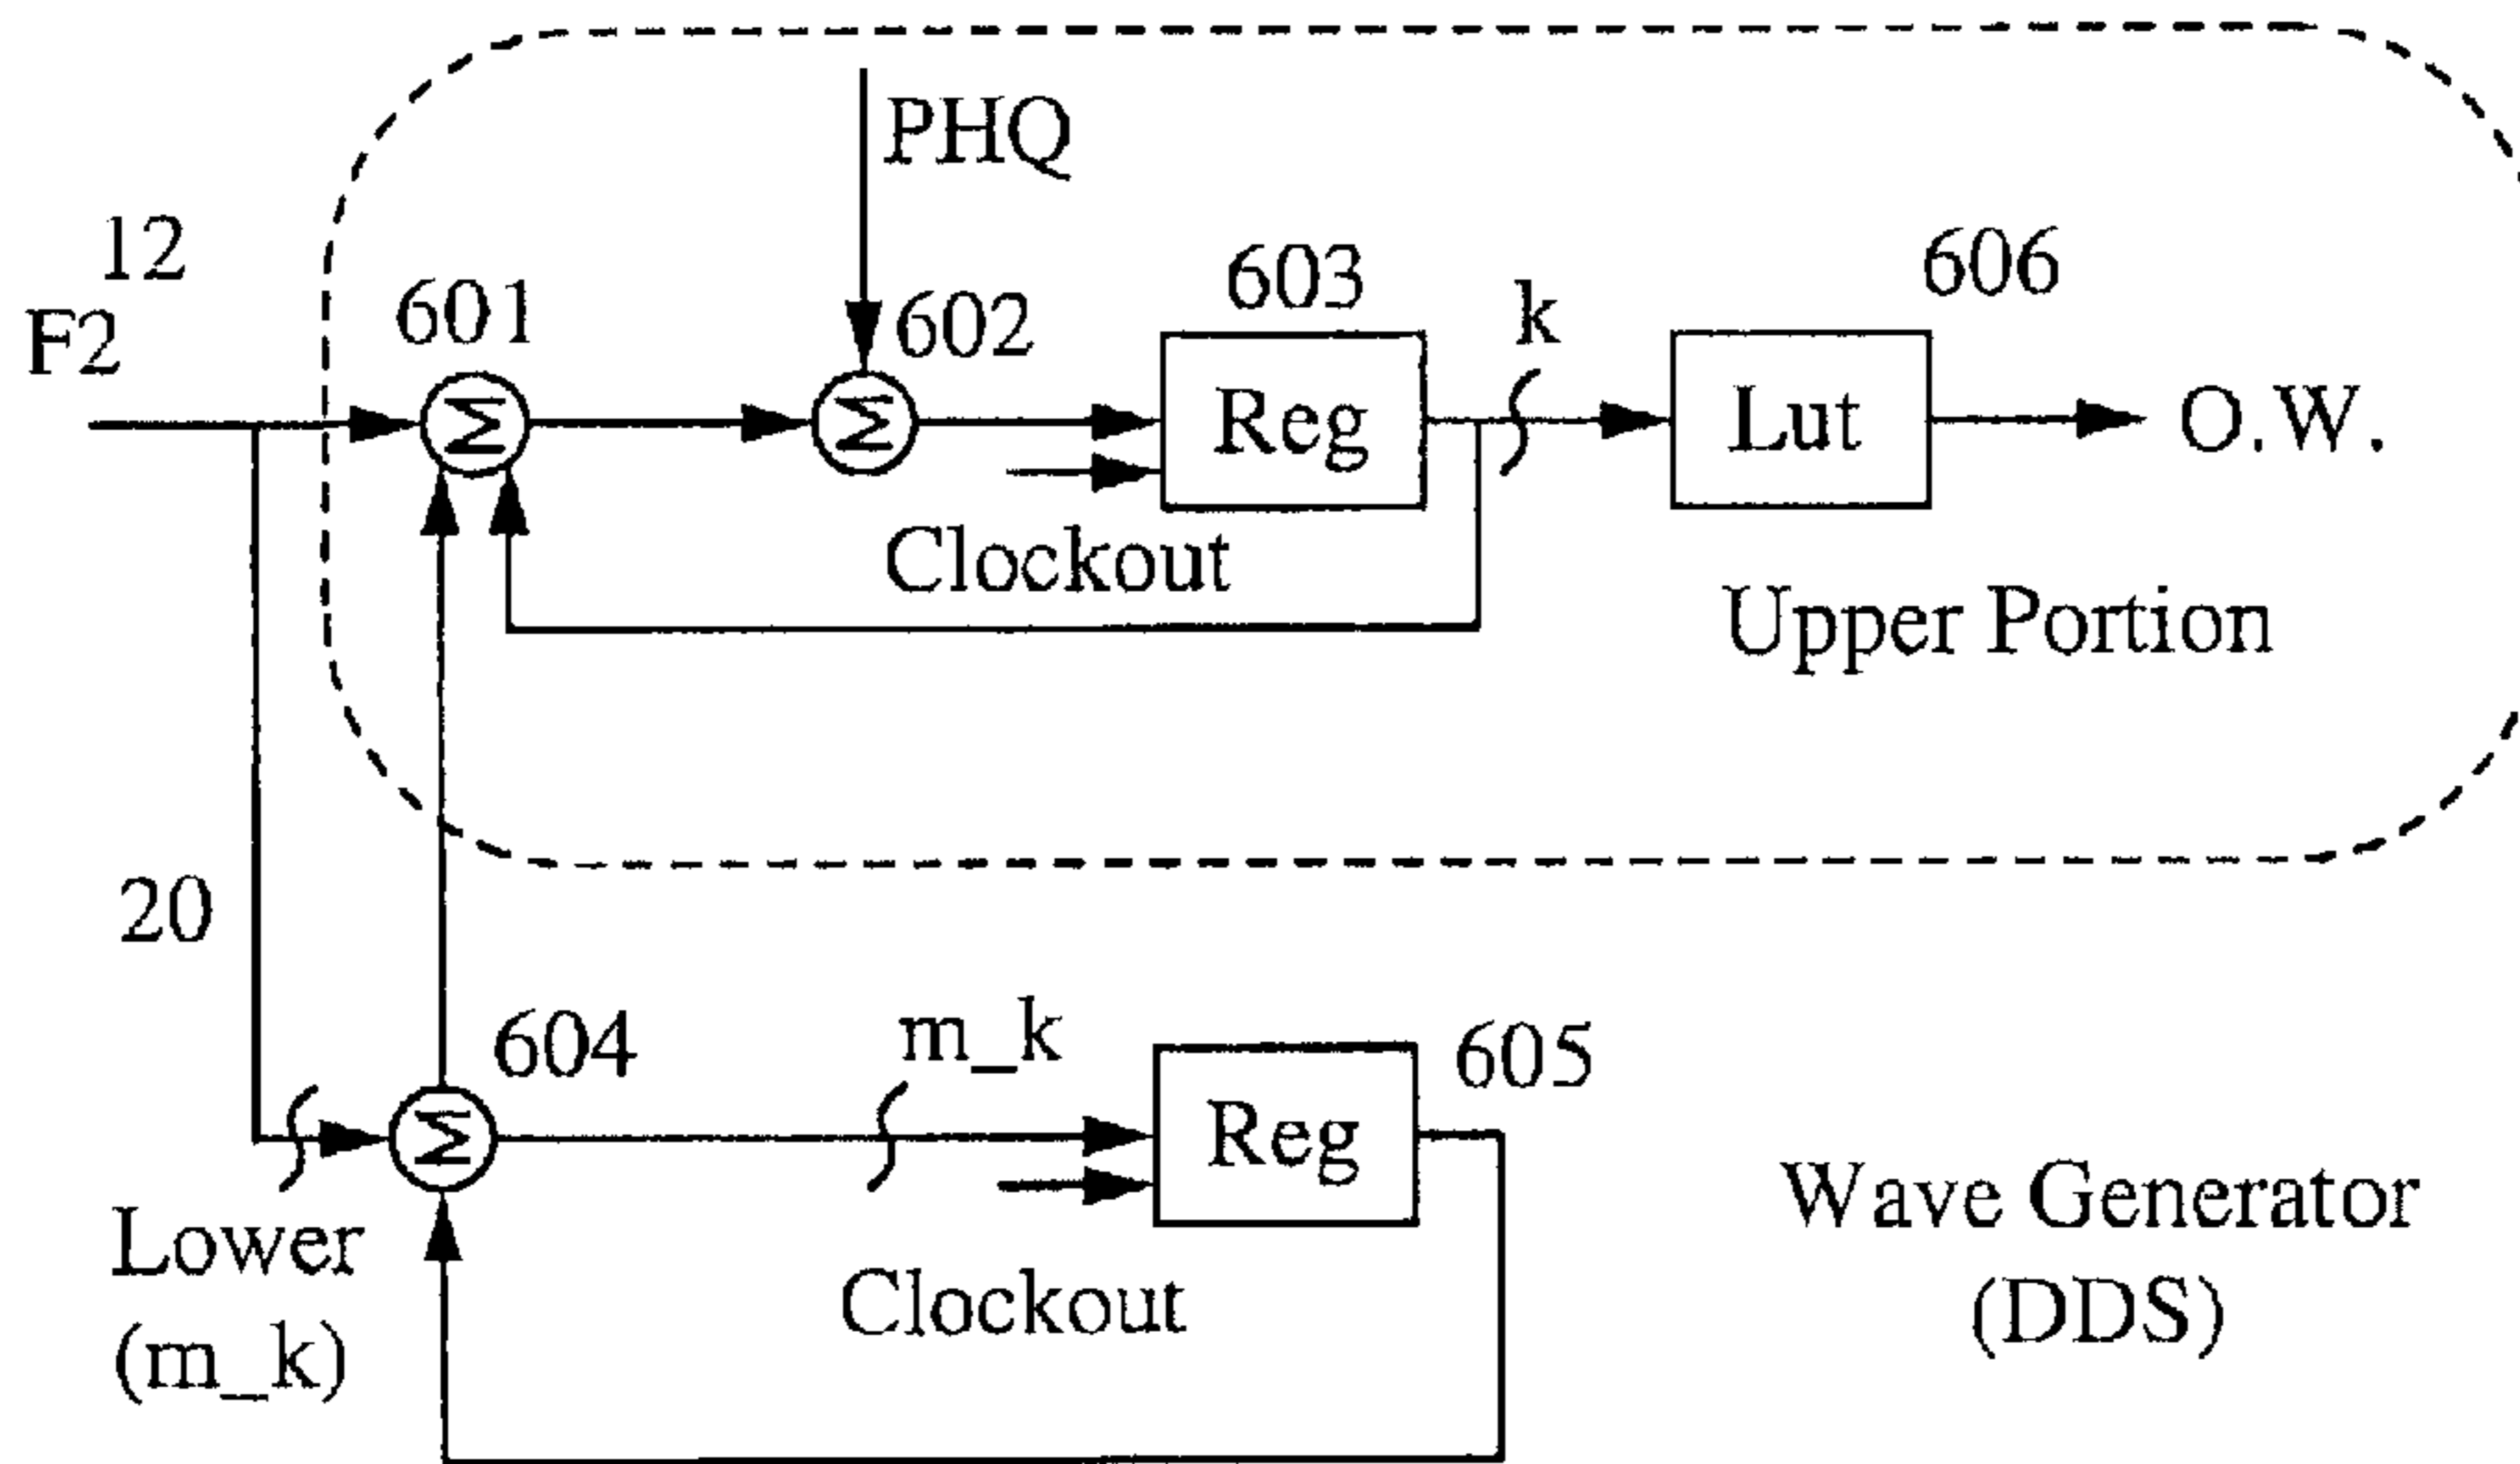 PHQ
12
F2
601
602
603
k
606
Σ
Σ
Reg
Lut
O.W.
Clockout
Upper Portion
20
604
m_k
605
Σ
Reg
Lower
(m_k)
Clockout
Wave Generator
(DDS)